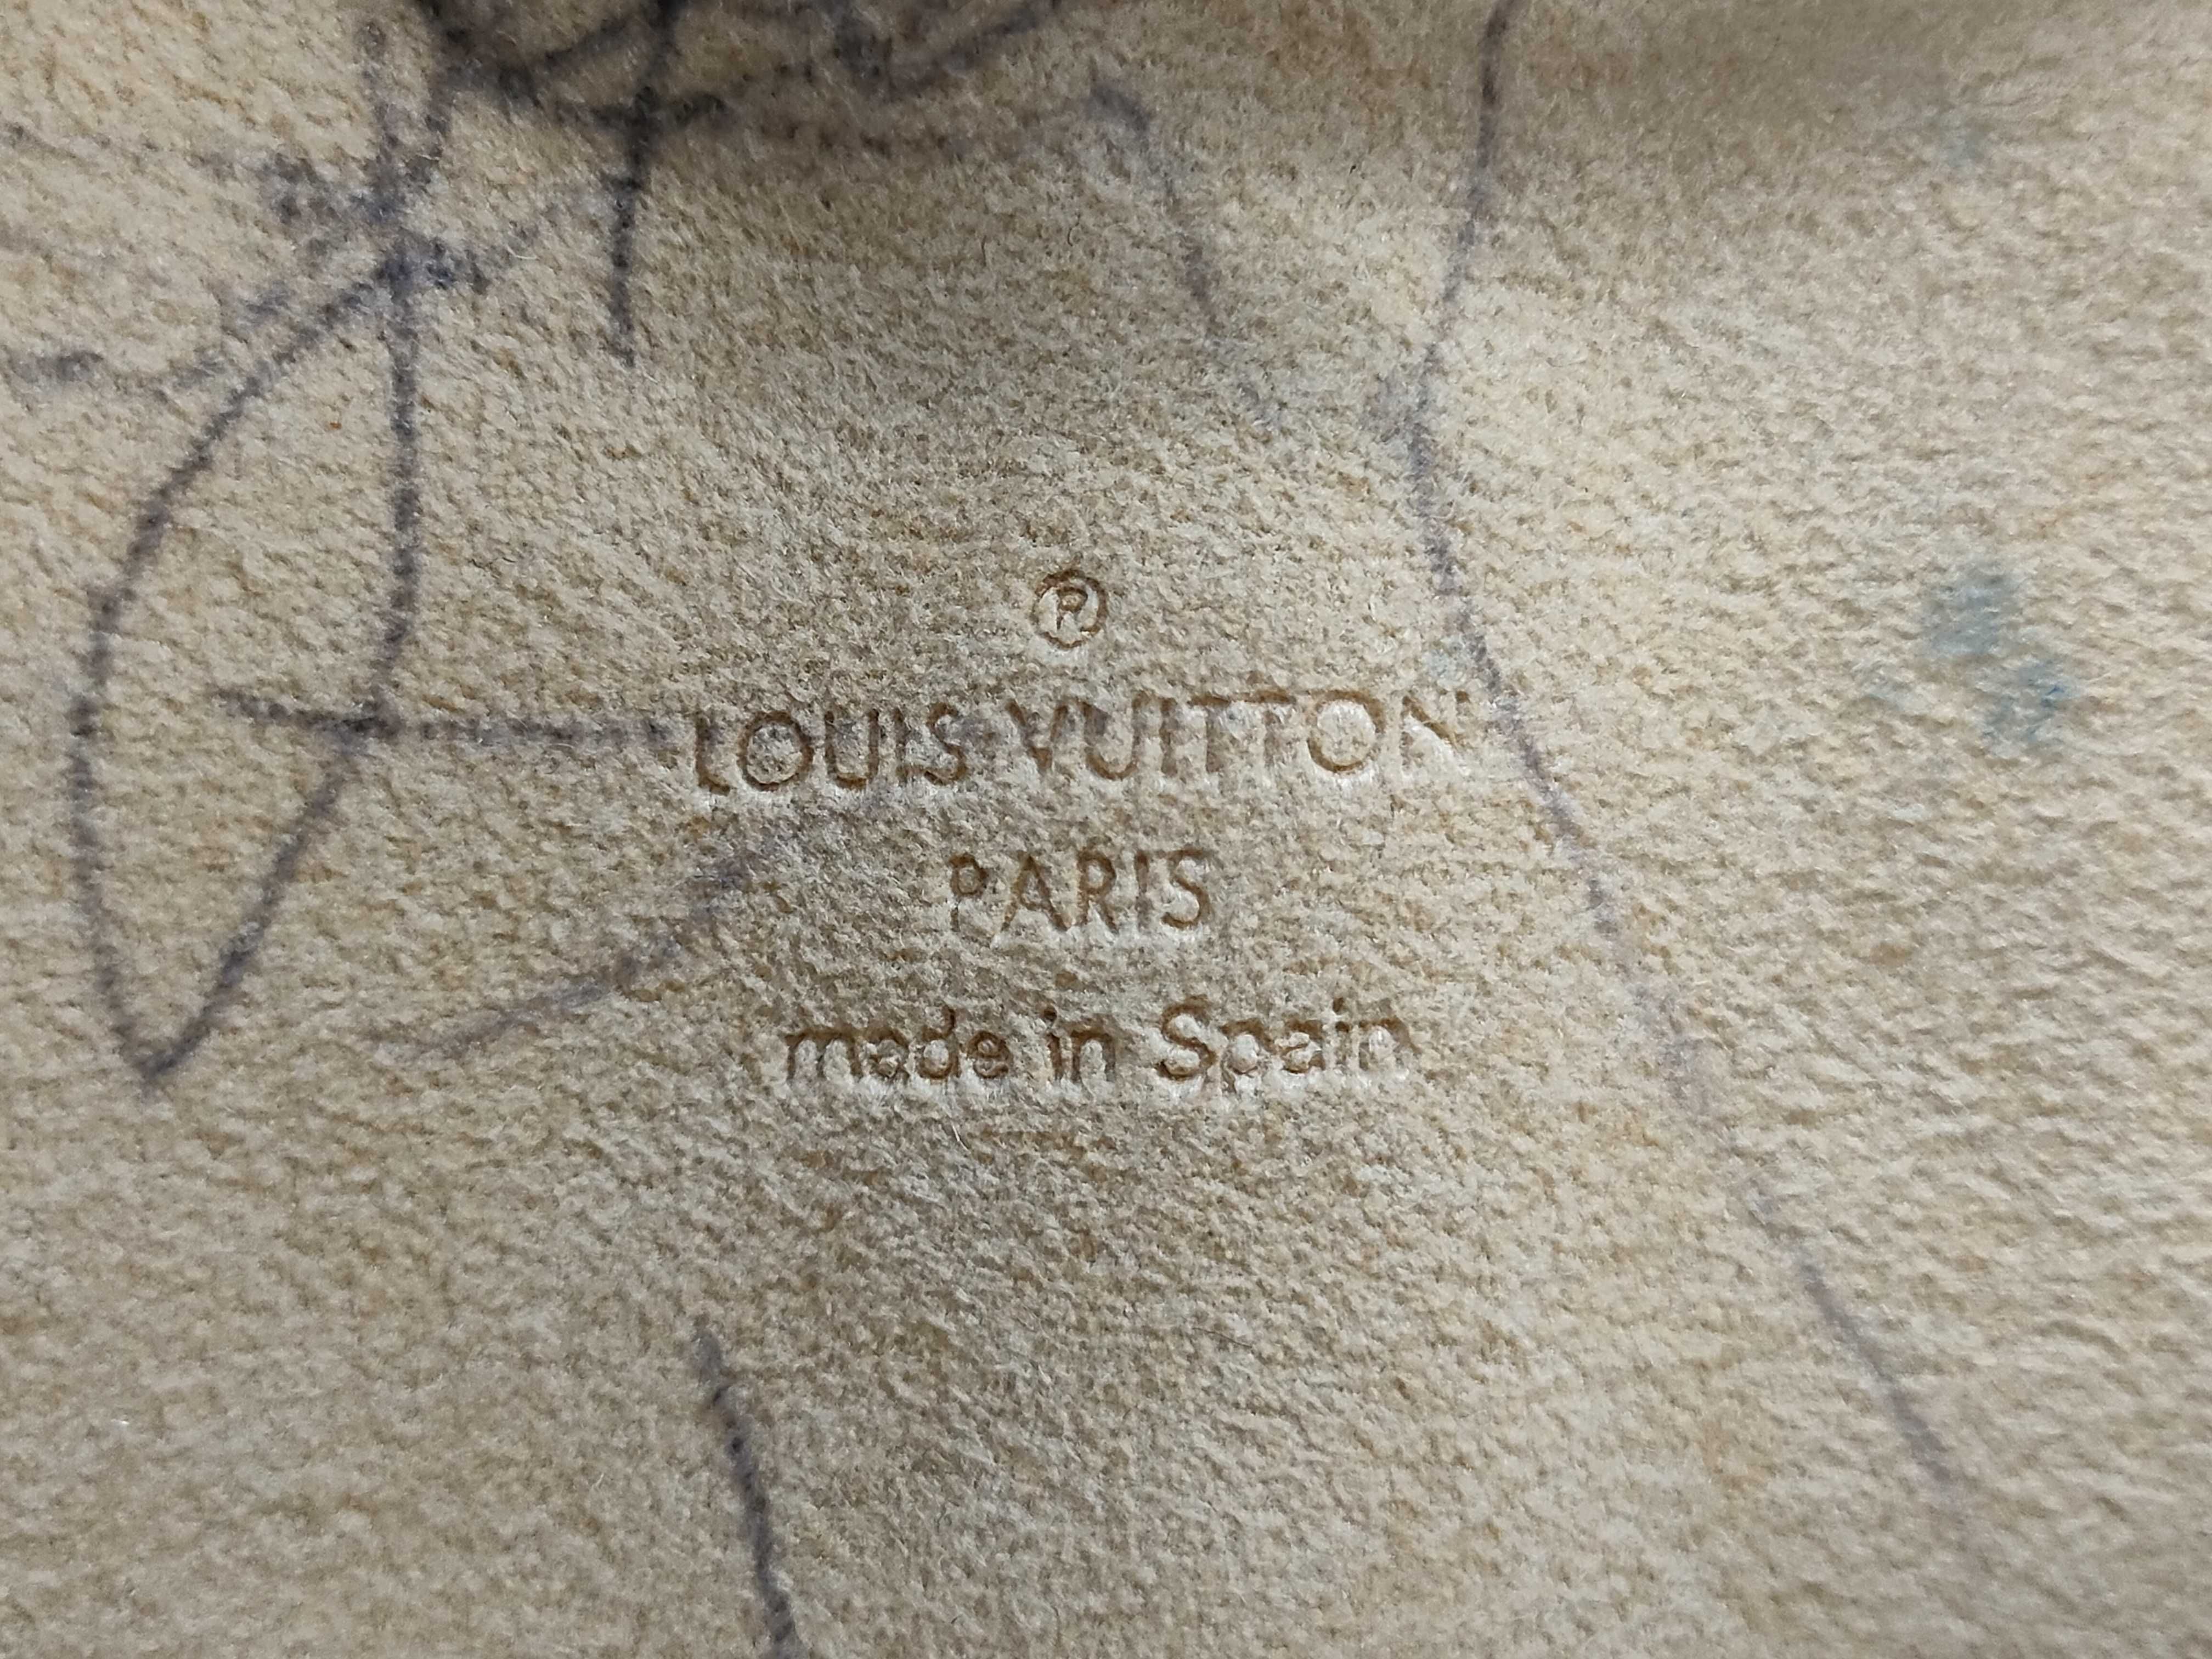 ®
LOUIS VUITTON
PARIS
made in Spain